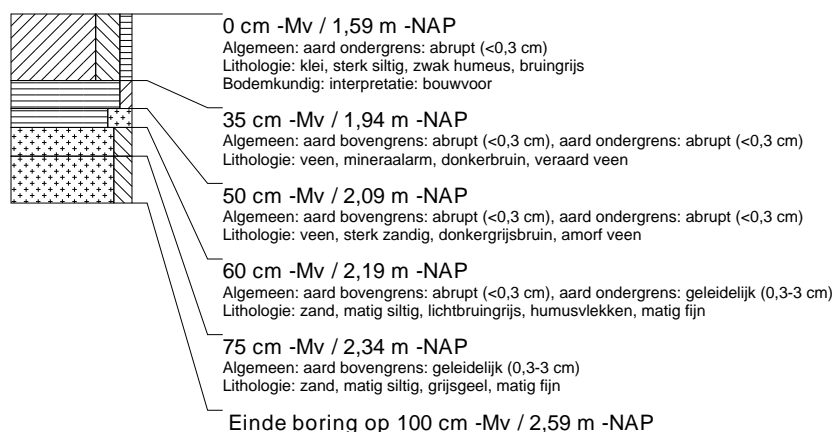 0 cm -Mv / 1,59 m -NAP
Algemeen: aard ondergrens: abrupt (<0,3 cm)
Lithologie: klei, sterk siltig, zwak humeus, bruingrijs
Bodemkundig: interpretatie: bouwvoor
35 cm -Mv / 1,94 m -NAP
Algemeen: aard bovengrens: abrupt (<0,3 cm), aard ondergrens: abrupt (<0,3 cm)
Lithologie: veen, mineraalarm, donkerbruin, veraard veen
50 cm -Mv / 2,09 m -NAP
Algemeen: aard bovengrens: abrupt (<0,3 cm), aard ondergrens: abrupt (<0,3 cm)
Lithologie: veen, sterk zandig, donkergrijsbruin, amorf veen
60 cm -Mv / 2,19 m -NAP
Algemeen: aard bovengrens: abrupt (<0,3 cm), aard ondergrens: geleidelijk (0,3-3 cm)
Lithologie: zand, matig siltig, lichtbruingrijs, humusvlekken, matig fijn
75 cm -Mv / 2,34 m -NAP
Algemeen: aard bovengrens: geleidelijk (0,3-3 cm)
Lithologie: zand, matig siltig, grijsgeel, matig fijn
Einde boring op 100 cm -Mv / 2,59 m -NAP